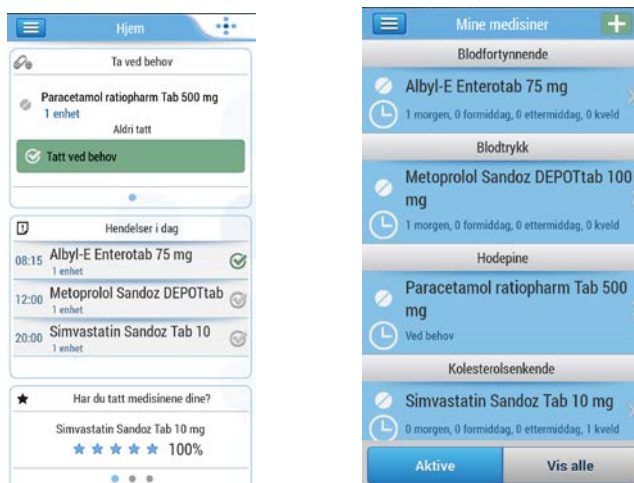 Hjem
Ta ved behov
Paracetamol ratiopharm Tab 500 mg
1 enhet
Aldri tatt
Tatt ved behov
Hendelser i dag
08:15 Albyl-E Enterotab 75 mg
1 enhet
12:00 Metoprolol Sandoz DEPOTtab
1 enhet
20:00 Simvastatin Sandoz Tab 10
1 enhet
Har du tatt medisinene dine?
Simvastatin Sandoz Tab 10 mg
100%
Mine medisiner
Blodfortynnende
Albyl-E Enterotab 75 mg
1 morgen, 0 formiddag, 0 ettermiddag, 0 kveld
Blodtrykk
Metoprolol Sandoz DEPOTtab 100
mg
1 morgen, 0 formiddag, 0 ettermiddag, 0 kveld
Hodepine
Paracetamol ratiopharm Tab 500
mg
Ved behov
Kolesterolsenkende
Simvastatin Sandoz Tab 10 mg
0 morgen, 0 formiddag, 0 ettermiddag, 1 kveld
Aktive
Vis alle